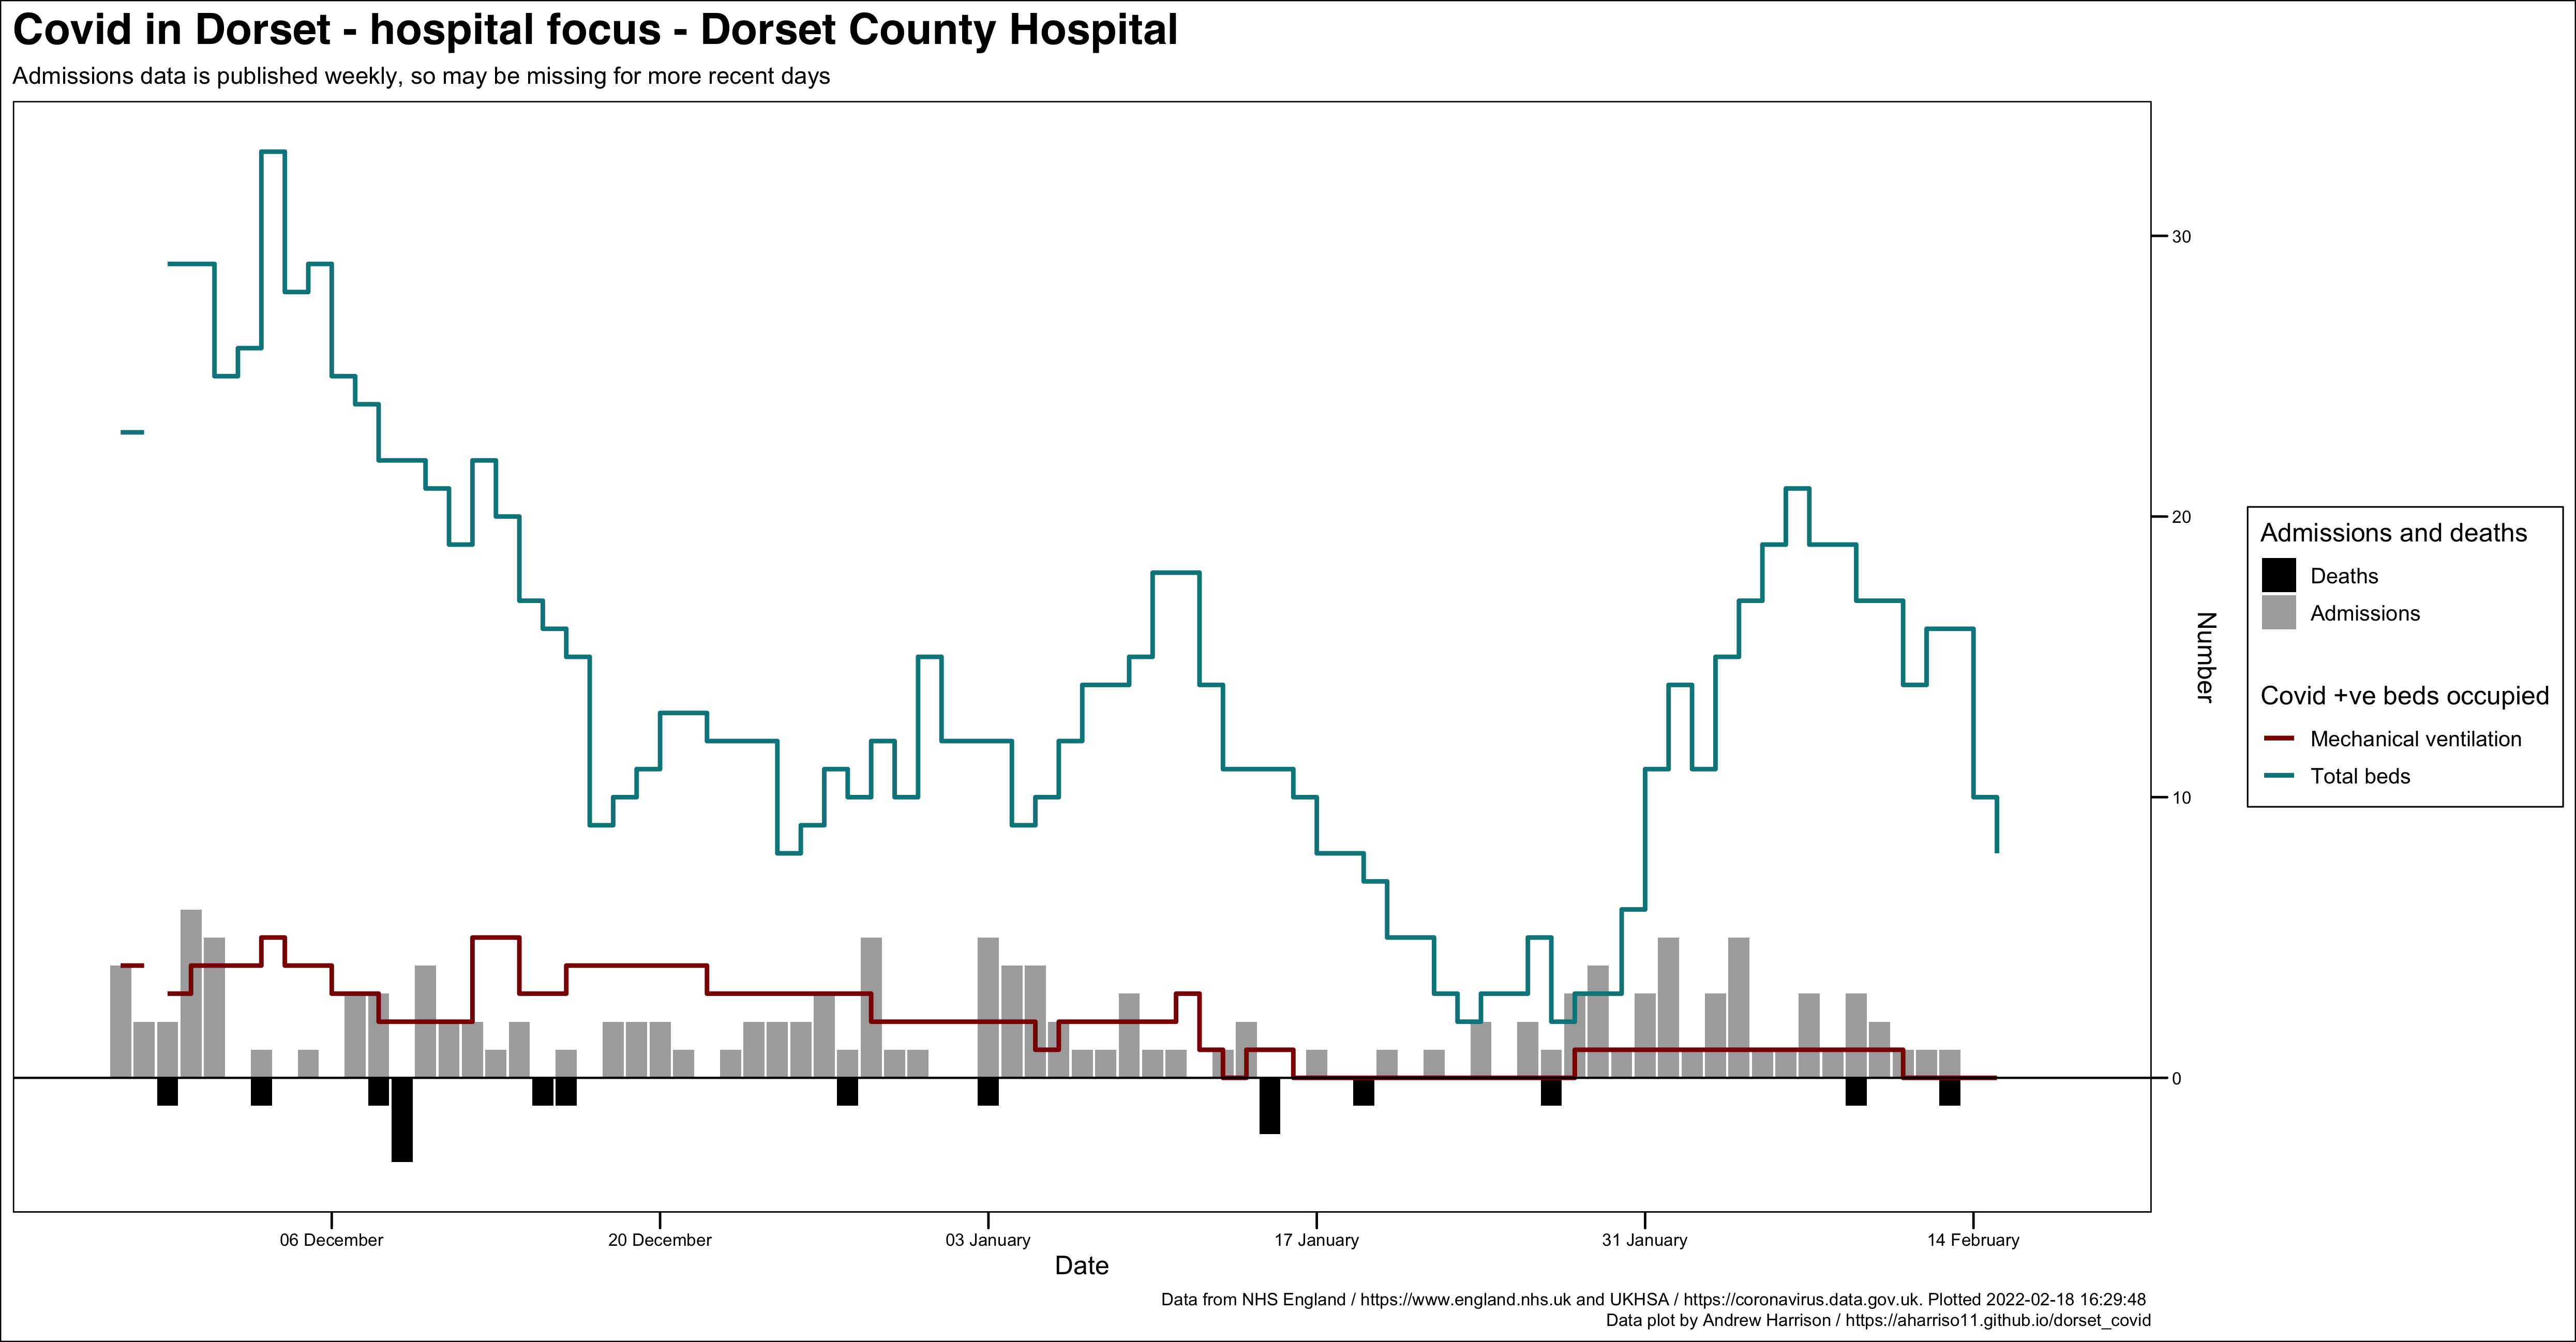 Covid in Dorset - hospital focus - Dorset County Hospital
Admissions data is published weekly, so may be missing for more recent days
30
20
10
0
Number
Admissions and deaths
Deaths
Admissions
Covid +ve beds occupied
Mechanical ventilation
Total beds
06 December
20 December
03 January
17 January
31 January
14 February
Date
Data from NHS England / https://www.england.nhs.uk and UKHSA / https://coronavirus.data.gov.uk. Plotted 2022-02-18 16:29:48
Data plot by Andrew Harrison / https://aharriso11.github.io/dorset_covid